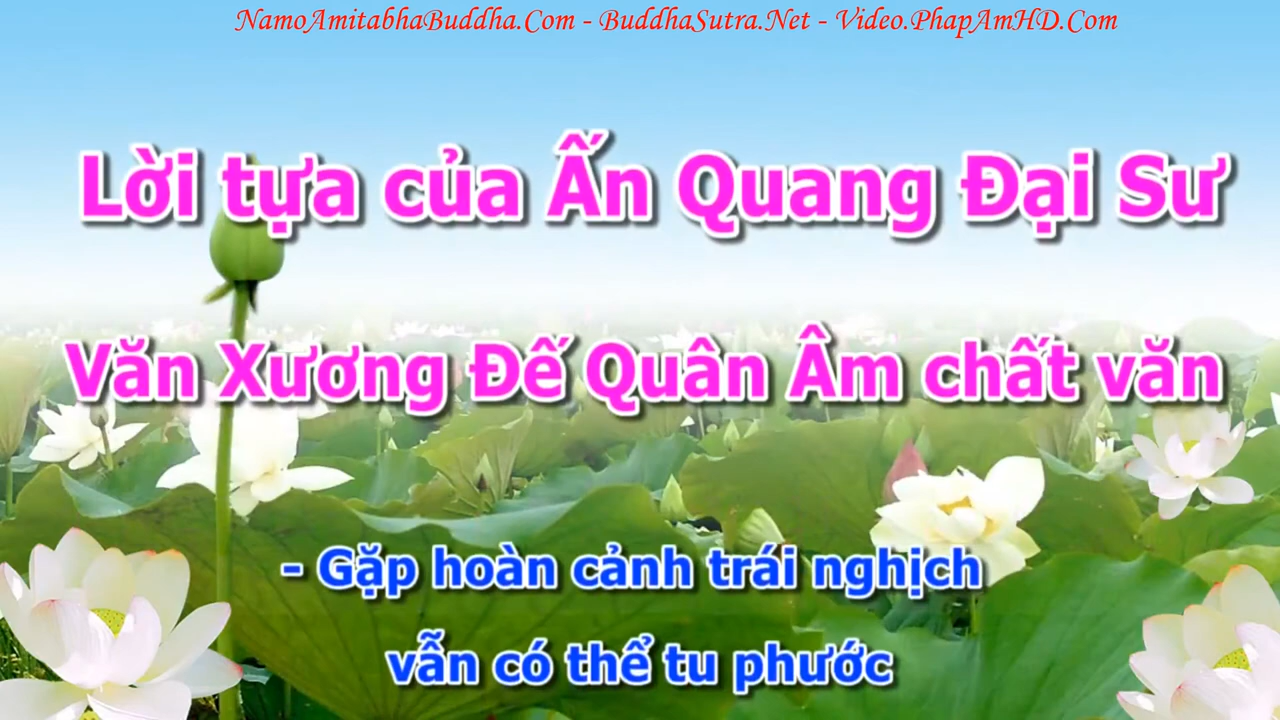 NamoAmitabhaBuddha.Com - BuddhaSutra.Net - Video.PhapAmHD.Com
Lời tựa của Ấn Quang Đại Sư
Văn Xương Đế Quân Âm chất văn
- Gặp hoàn cảnh trái nghịch
vẫn có thể tu phước